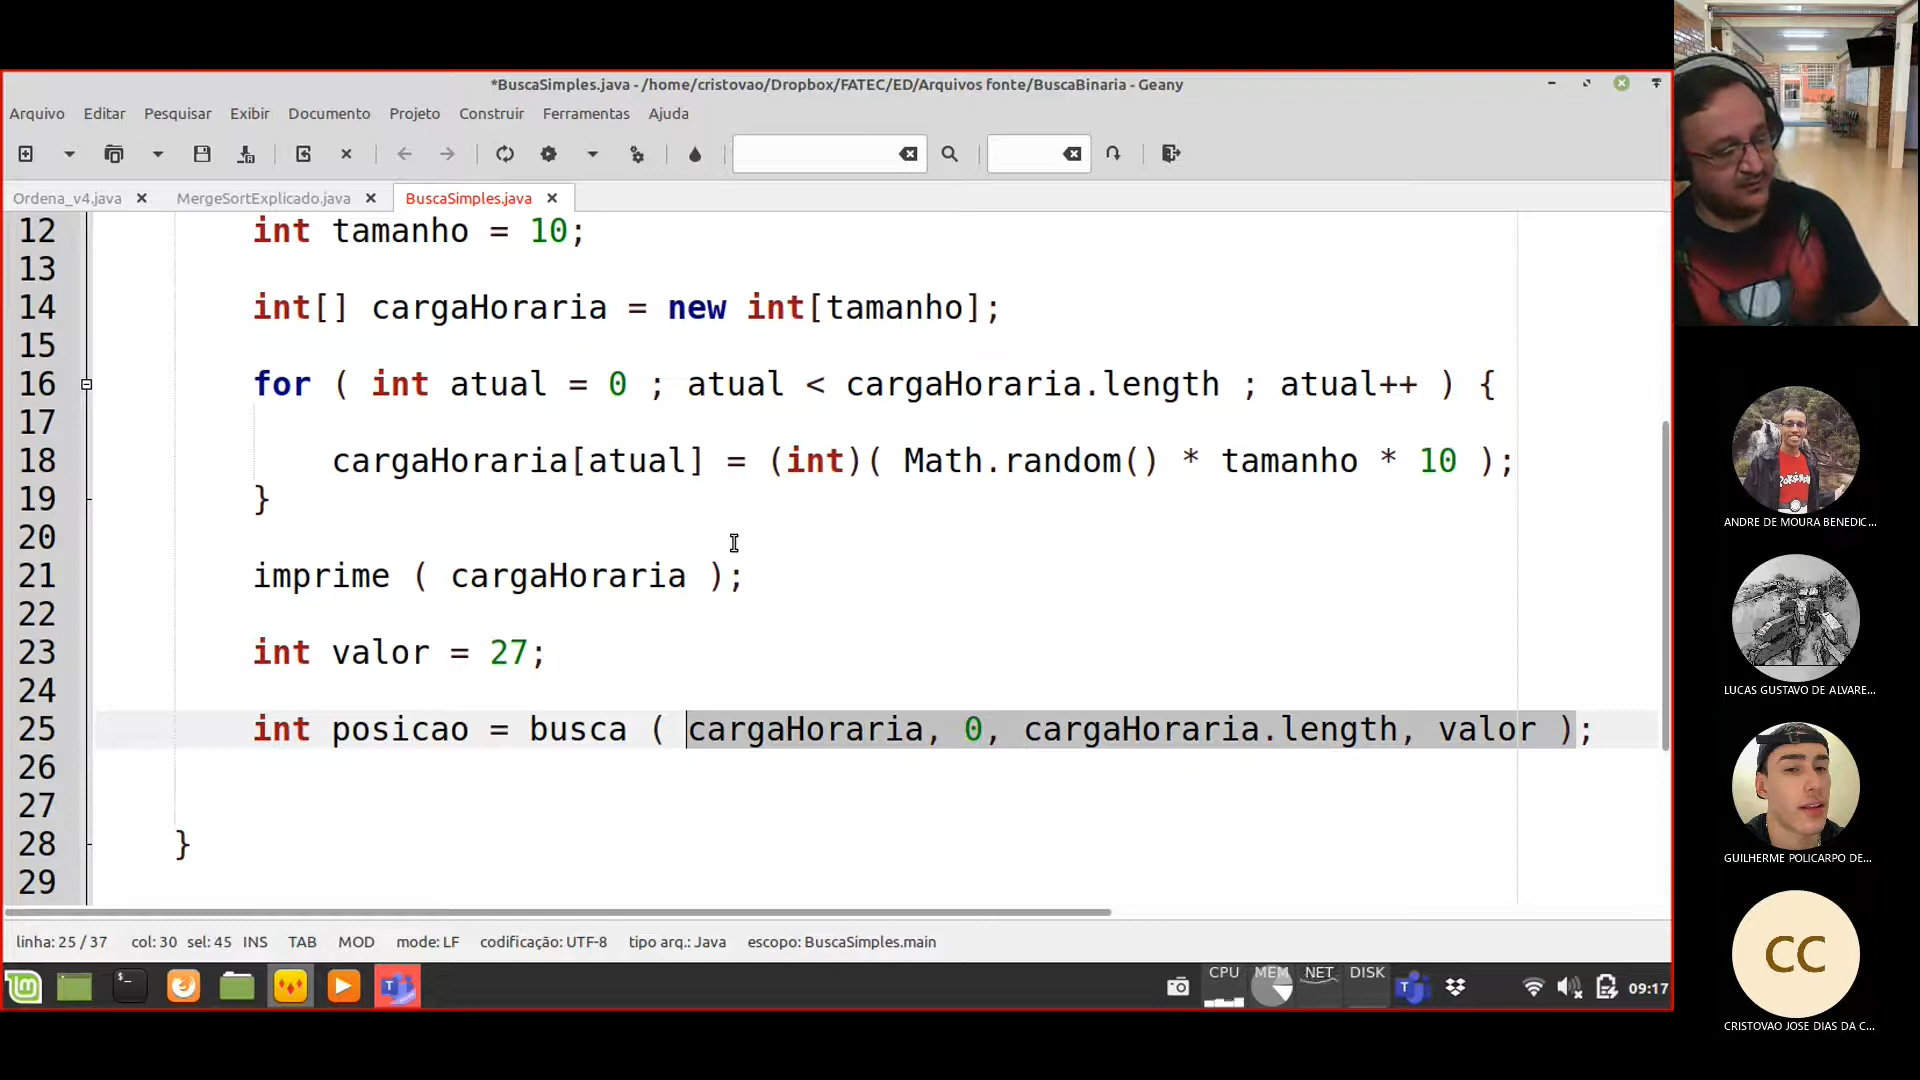 *BuscaSimples.java - /home/cristovao/Dropbox/FATEC/ED/Arquivos fonte/BuscaBinaria - Geany
Arquivo Editar Pesquisar Exibir Documento Projeto Construir Ferramentas Ajuda
Ordena_v4.java MergeSortExplicado.java BuscaSimples.java
12 int tamanho = 10;
13
14 int[] cargaHoraria = new int[tamanho];
15
16 for ( int atual = 0 ; atual < cargaHoraria.length ; atual++ ) {
17
18 cargaHoraria[atual] = (int)( Math.random() * tamanho * 10 );
19 }
20
21 imprime ( cargaHoraria );
22
23 int valor = 27;
24
25 int posicao = busca ( cargaHoraria, 0, cargaHoraria.length, valor );
26
27
28 }
29
linha: 25 / 37 col: 30 sel: 45 INS TAB MOD mode: LF codificação: UTF-8 tipo arq.: Java escopo: BuscaSimples.main
CPU MEM NET DISK 09:17
POKÉMON
ANDRE DE MOURA BENEDIC...
LUCAS GUSTAVO DE ALVARE...
GUILHERME POLICARPO DE...
CC
CRISTOVAO JOSE DIAS DA C...